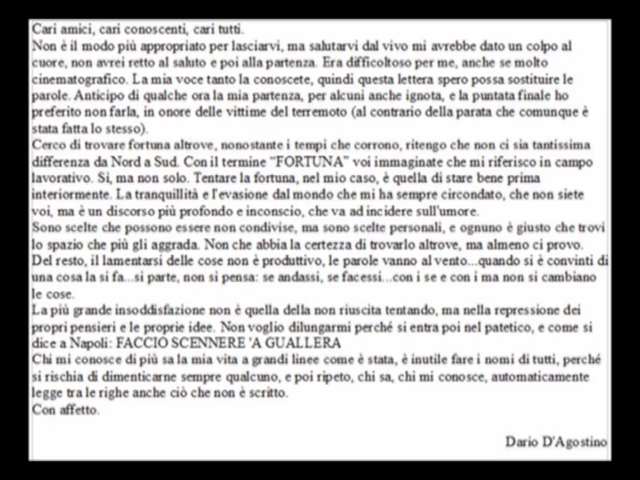 Cari amici, cari conoscenti, cari tutti.
Non è il modo più appropriato per lasciarvi, ma salutarvi dal vivo mi avrebbe dato un colpo al
cuore, non avrei retto al saluto e poi alla partenza. Era difficoltoso per me, anche se molto
cinematografico. La mia voce tanto la conoscete, quindi questa lettera spero possa sostituire le
parole. Anticipo di qualche ora la mia partenza, per alcuni anche ignota, e la puntata finale ho
preferito non farla, in onore delle vittime del terremoto (al contrario della parata che comunque è
stata fatta lo stesso).
Cerco di trovare fortuna altrove, nonostante i tempi che corrono, ritengo che non ci sia tantissima
differenza da Nord a Sud. Con il termine “FORTUNA” voi immaginate che mi riferisco in campo
lavorativo. Si, ma non solo. Tentare la fortuna, nel mio caso, è quella di stare bene prima
interiormente. La tranquillità e l'evasione dal mondo che mi ha sempre circondato, che non siete
voi, ma è un discorso più profondo e inconscio, che va ad incidere sull'umore.
Sono scelte che possono essere non condivise, ma sono scelte personali, e ognuno è giusto che trovi
lo spazio che più gli aggrada. Non che abbia la certezza di trovarlo altrove, ma almeno ci provo.
Del resto, il lamentarsi delle cose non è produttivo, le parole vanno al vento...quando si è convinti di
una cosa la si fa...si parte, non si pensa: se andassi, se facessi...con i se e con i ma non si cambiano
le cose.
La più grande insoddisfazione non è quella della non riuscita tentando, ma nella repressione dei
propri pensieri e le proprie idee. Non voglio dilungarmi perché si entra poi nel patetico, e come si
dice a Napoli: FACCIO SCENNERE 'A GUALLERA
Chi mi conosce di più sa la mia vita a grandi linee come è stata, è inutile fare i nomi di tutti, perché
si rischia di dimenticarne sempre qualcuno, e poi ripeto, chi sa, chi mi conosce, automaticamente
legge tra le righe anche ciò che non è scritto.
Con affetto.
Dario D'Agostino